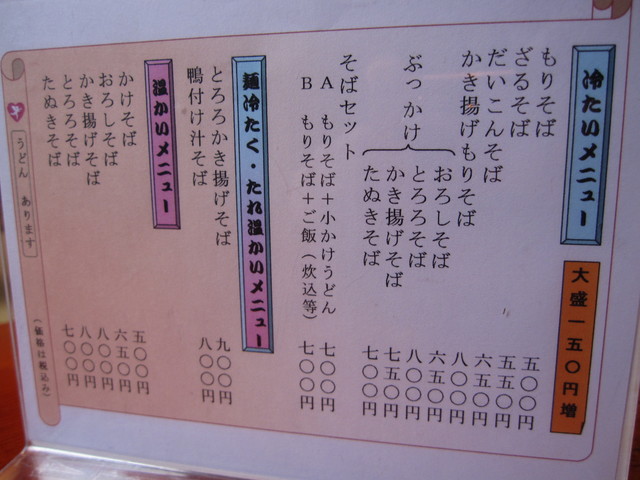 冷たいメニュー
大盛一五〇円増
もりそば 五〇〇円
ざるそば 五五〇円
だいこんそば 六五〇円
かき揚げもりそば 八〇〇円
ぶっかけ
おろしそば 六五〇円
とろろそば 八〇〇円
かき揚げそば 七五〇円
たぬきそば 七〇〇円
そばセット
A もりそば+小かけうどん 七〇〇円
B もりそば+ご飯(炊込等) 七〇〇円
麺冷たく・たれ温かいメニュー
とろろかき揚げそば 九〇〇円
鴨付け汁そば 八〇〇円
温かいメニュー
かけそば 五〇〇円
おろしそば 六五〇円
かき揚げそば 八〇〇円
とろろそば 八〇〇円
たぬきそば 七〇〇円
うどん あります
(価格は税込み)